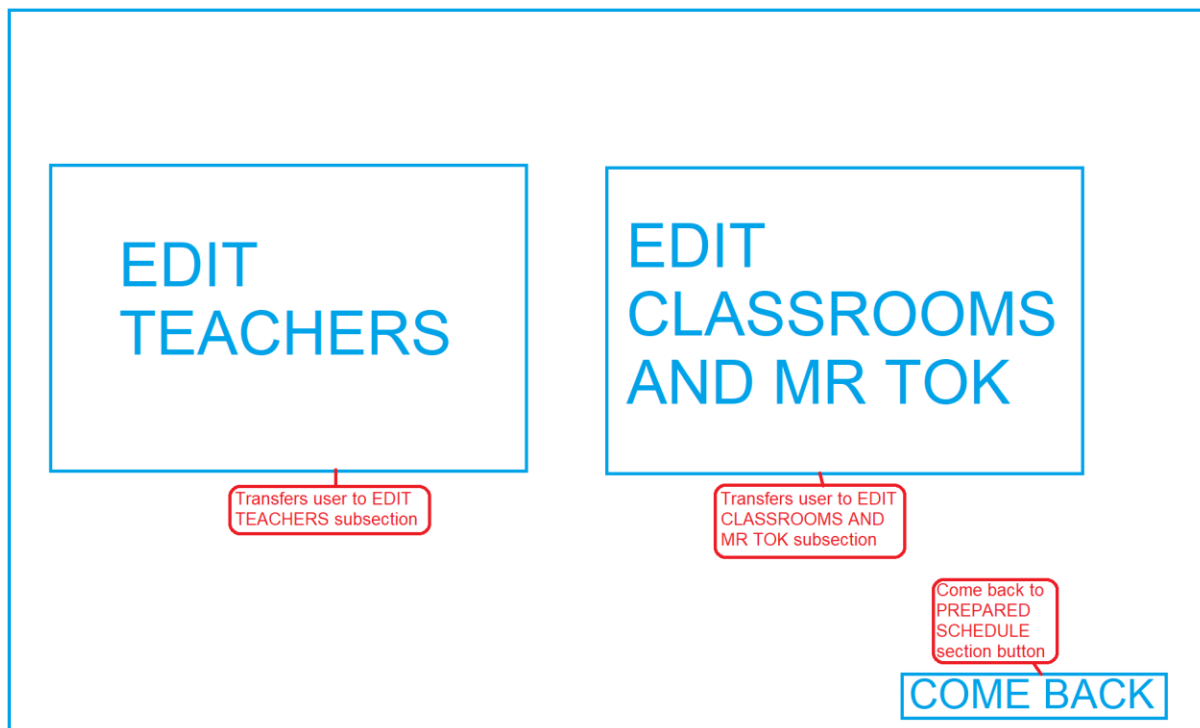 EDIT
TEACHERS
EDIT
CLASSROOMS
AND MR TOK
Transfers user to EDIT
TEACHERS subsection
Transfers user to EDIT
CLASSROOMS AND
MR TOK subsection
Come back to
PREPARED
SCHEDULE
section button
COME BACK